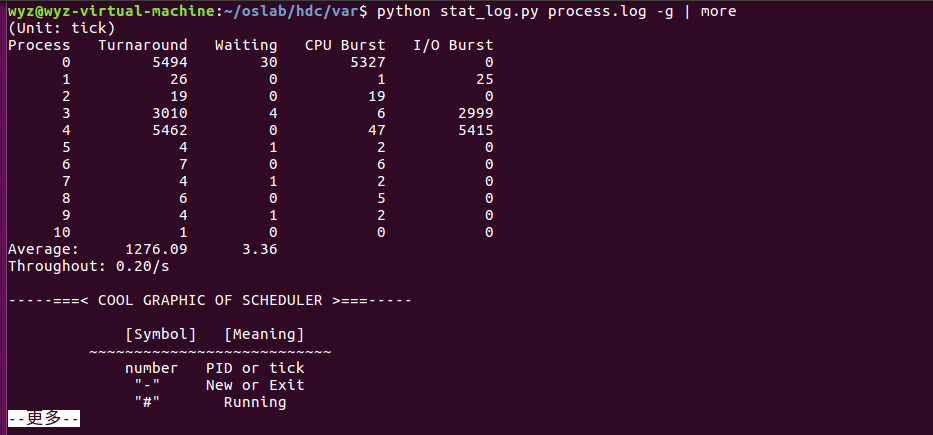 wyz@wyz-virtual-machine:~/oslab/hdc/var$ python stat_log.py process.log -g | more
(Unit: tick)
Process   Turnaround   Waiting   CPU Burst   I/O Burst
      0         5494        30        5327           0
      1           26         0           1          25
      2           19         0          19           0
      3         3010         4           6        2999
      4         5462         0          47        5415
      5            4         1           2           0
      6            7         0           6           0
      7            4         1           2           0
      8            6         0           5           0
      9            4         1           2           0
     10            1         0           0           0
Average:     1276.09      3.36
Throughout: 0.20/s
-----===< COOL GRAPHIC OF SCHEDULER >===-----
             [Symbol]   [Meaning]
         ~~~~~~~~~~~~~~~~~~~~~~~~~~~
             number   PID or tick
              "-"     New or Exit
              "#"       Running
--更多--